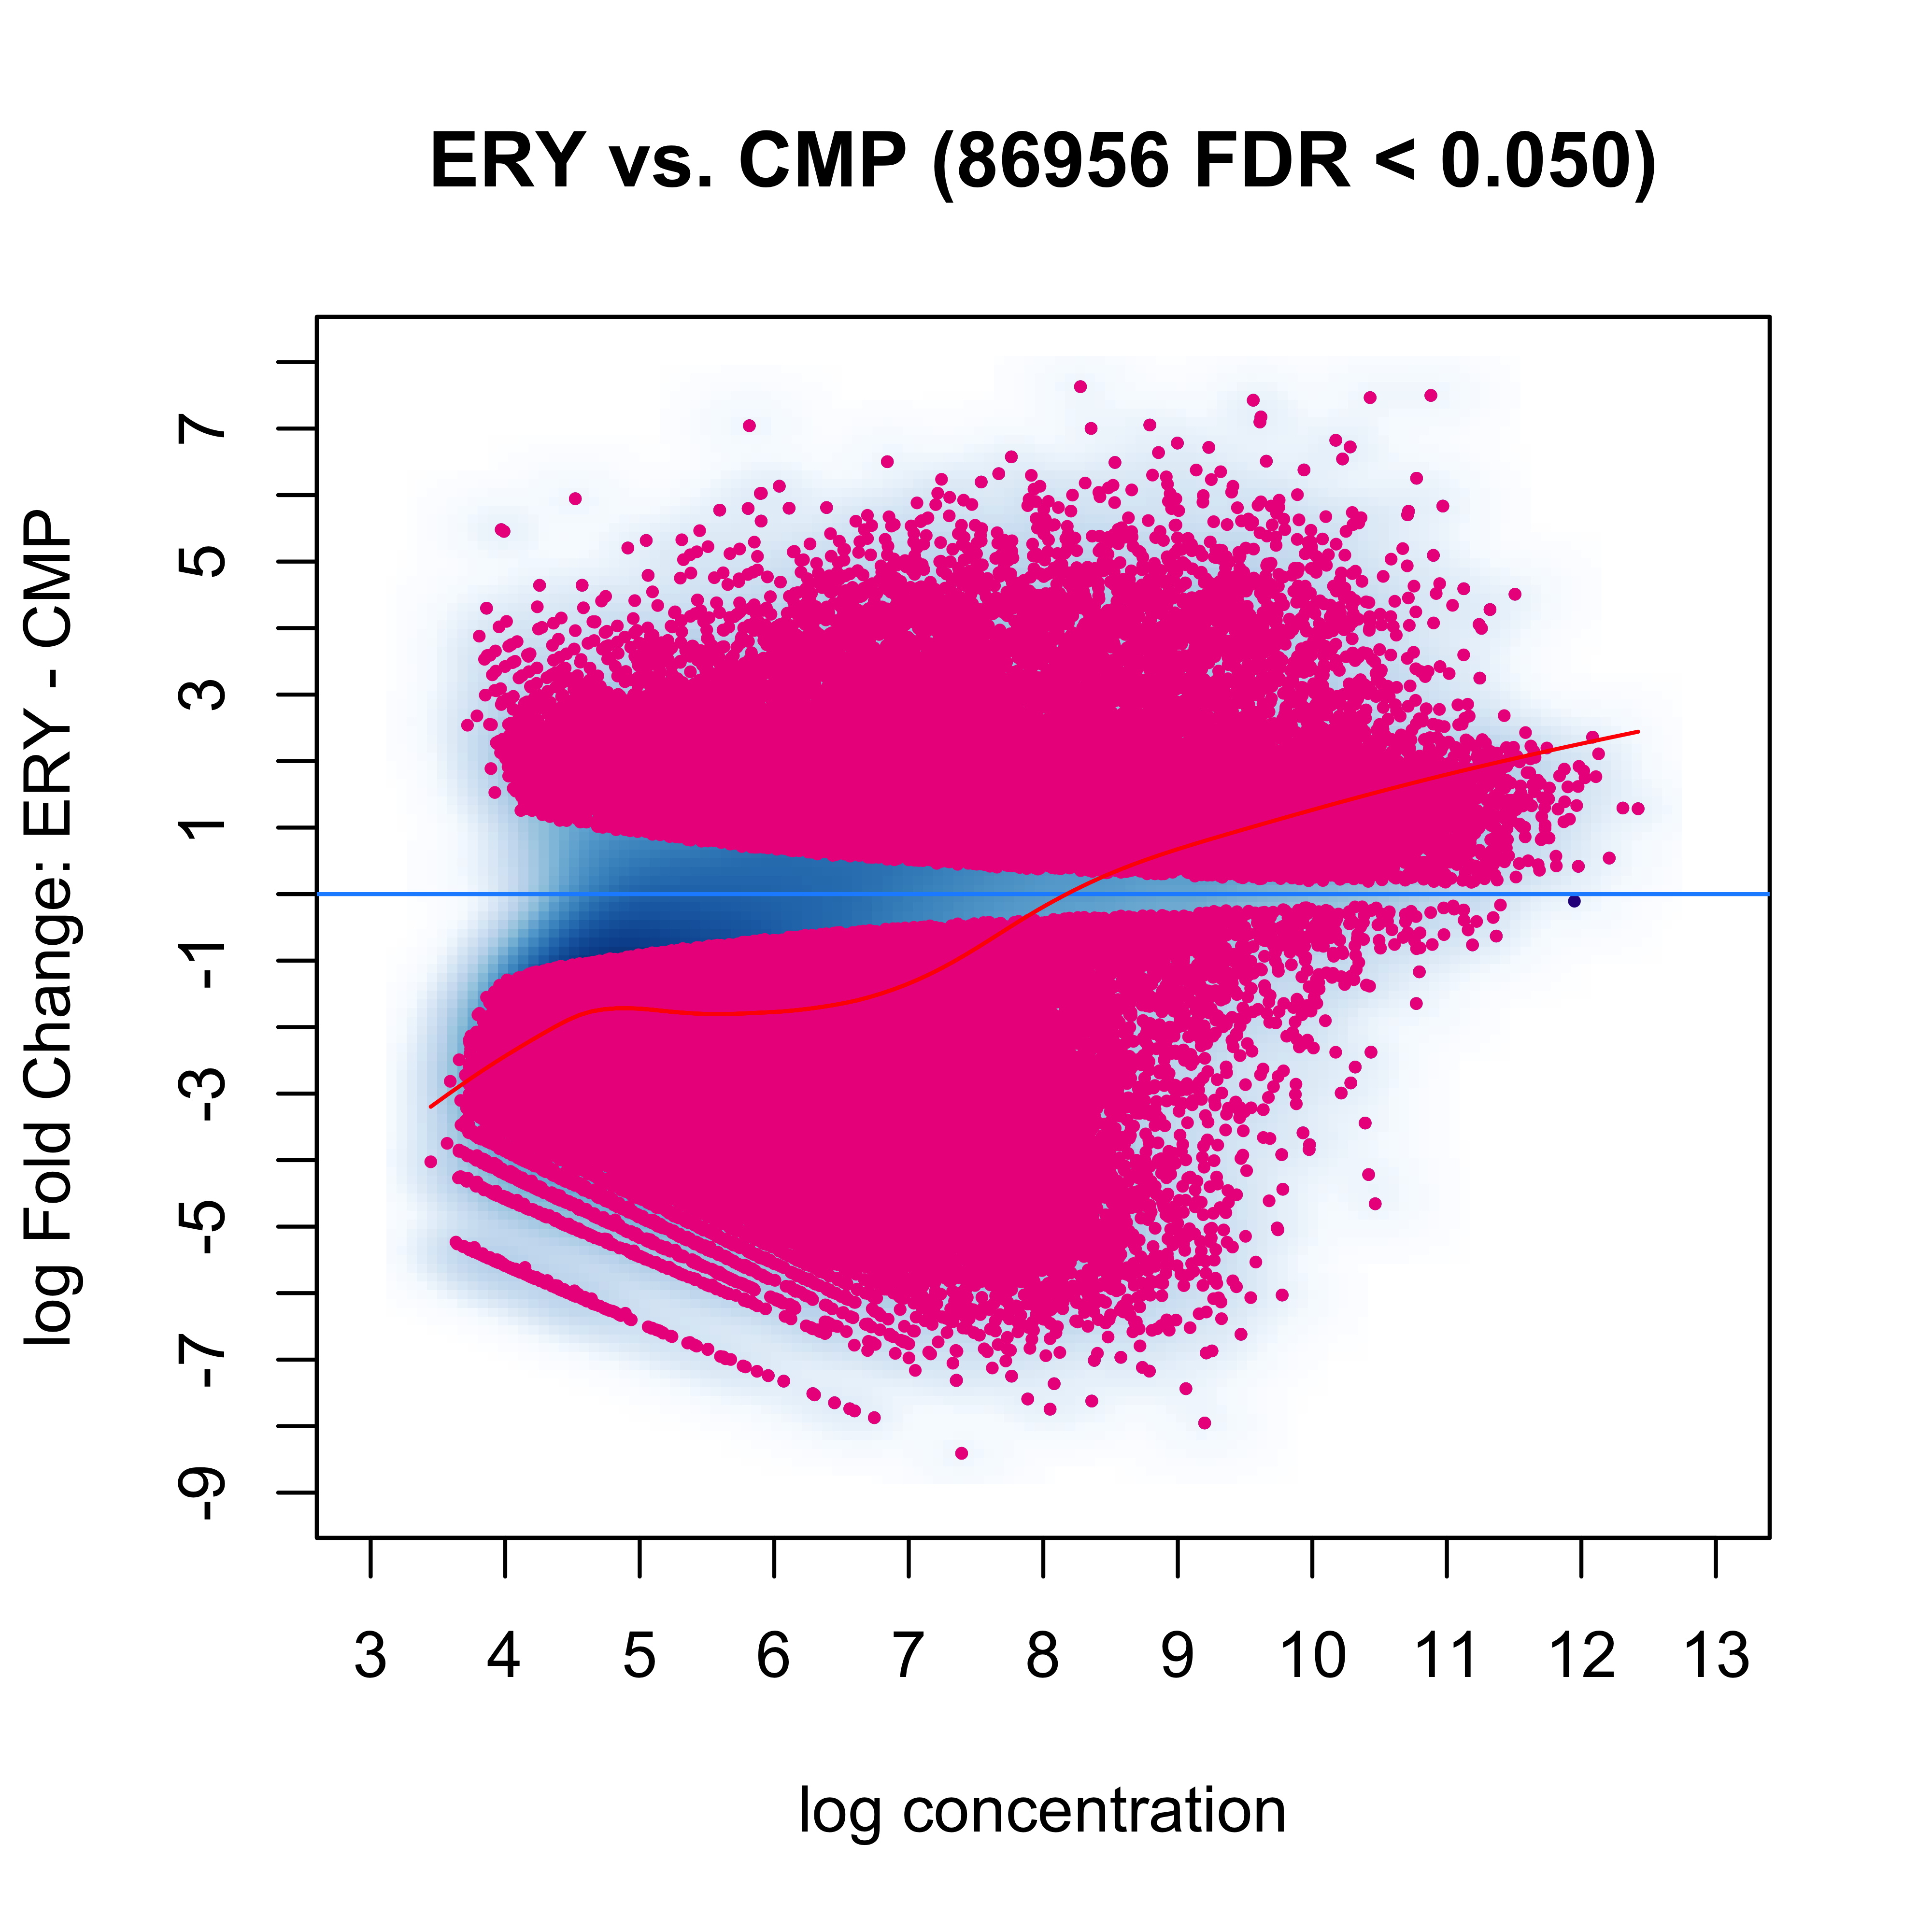 ERY vs. CMP (86956 FDR < 0.050)
log Fold Change: ERY - CMP
7
5
3
1
-1
-3
-5
-7
-9
3 4 5 6 7 8 9 10 11 12 13
log concentration